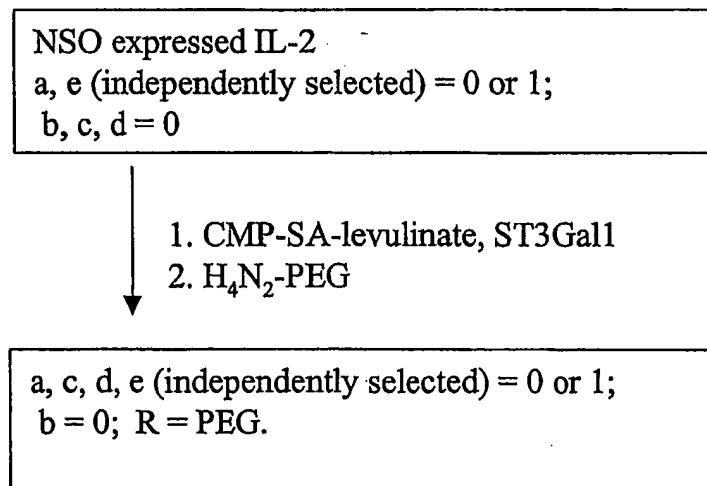 NSO expressed IL-2
a, e (independently selected) = 0 or 1;
b, c, d = 0
1. CMP-SA-levulinate, ST3Gal1
2. H₄N₂-PEG
a, c, d, e (independently selected) = 0 or 1;
b = 0; R = PEG.